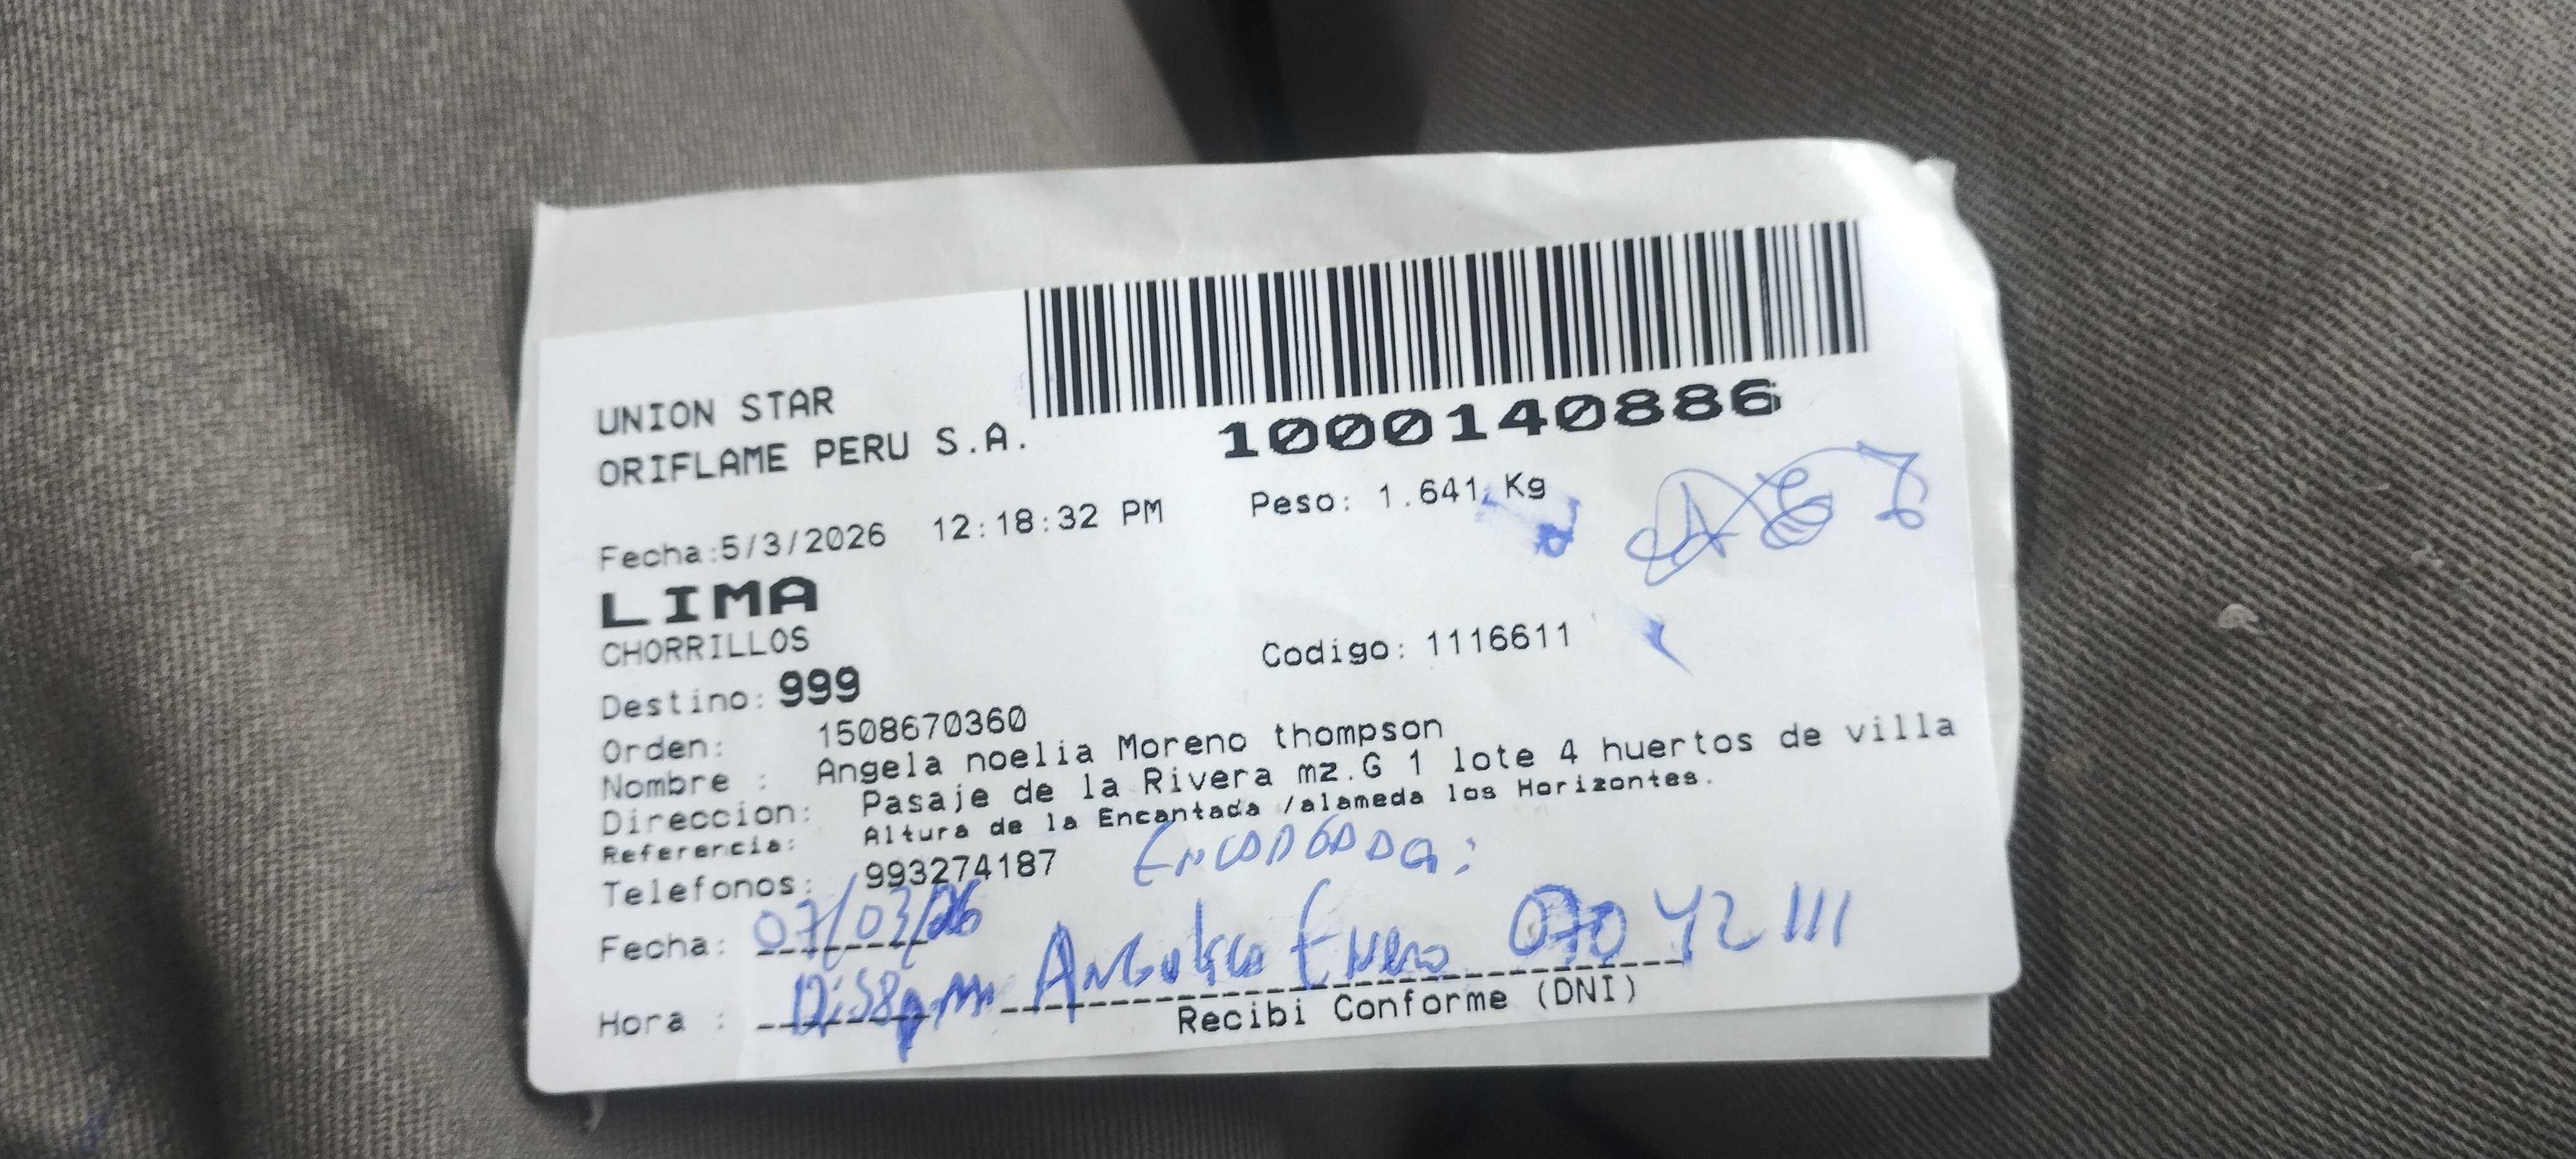 UNION STAR
ORIFLAME PERU S.A.
1000140886
Fecha:5/3/2026 12:18:32 PM Peso: 1.641 Kg
LIMA
CHORRILLOS
Destino: 999 Codigo: 1116611
Orden: 1508670360
Nombre : Angela noelia Moreno thompson
Direccion: Pasaje de la Rivera mz.G 1 lote 4 huertos de villa
Referencia: Altura de la Encantada /alameda los Horizontes.
Telefonos: 993274187
Fecha: 07/03/26
Hora : 12:58pm
Recibi Conforme (DNI)